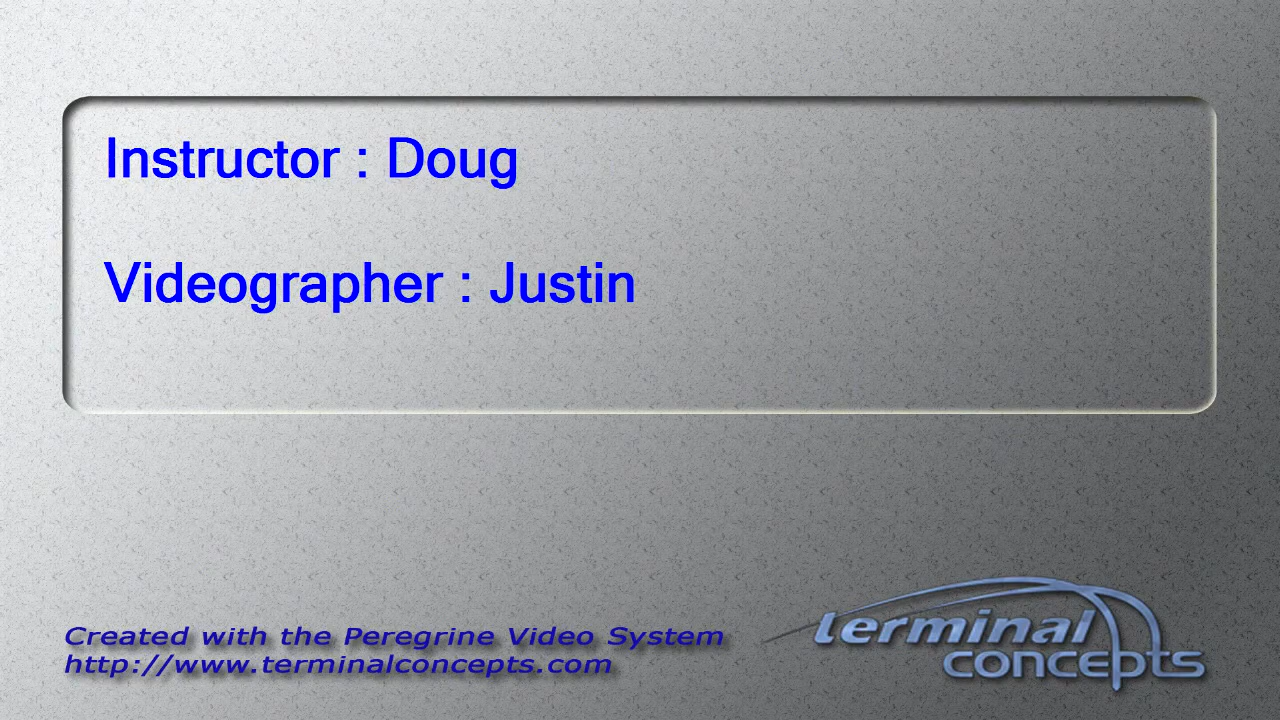 Instructor : Doug
Videographer : Justin
Created with the Peregrine Video System
http://www.terminalconcepts.com
terminal
concepts